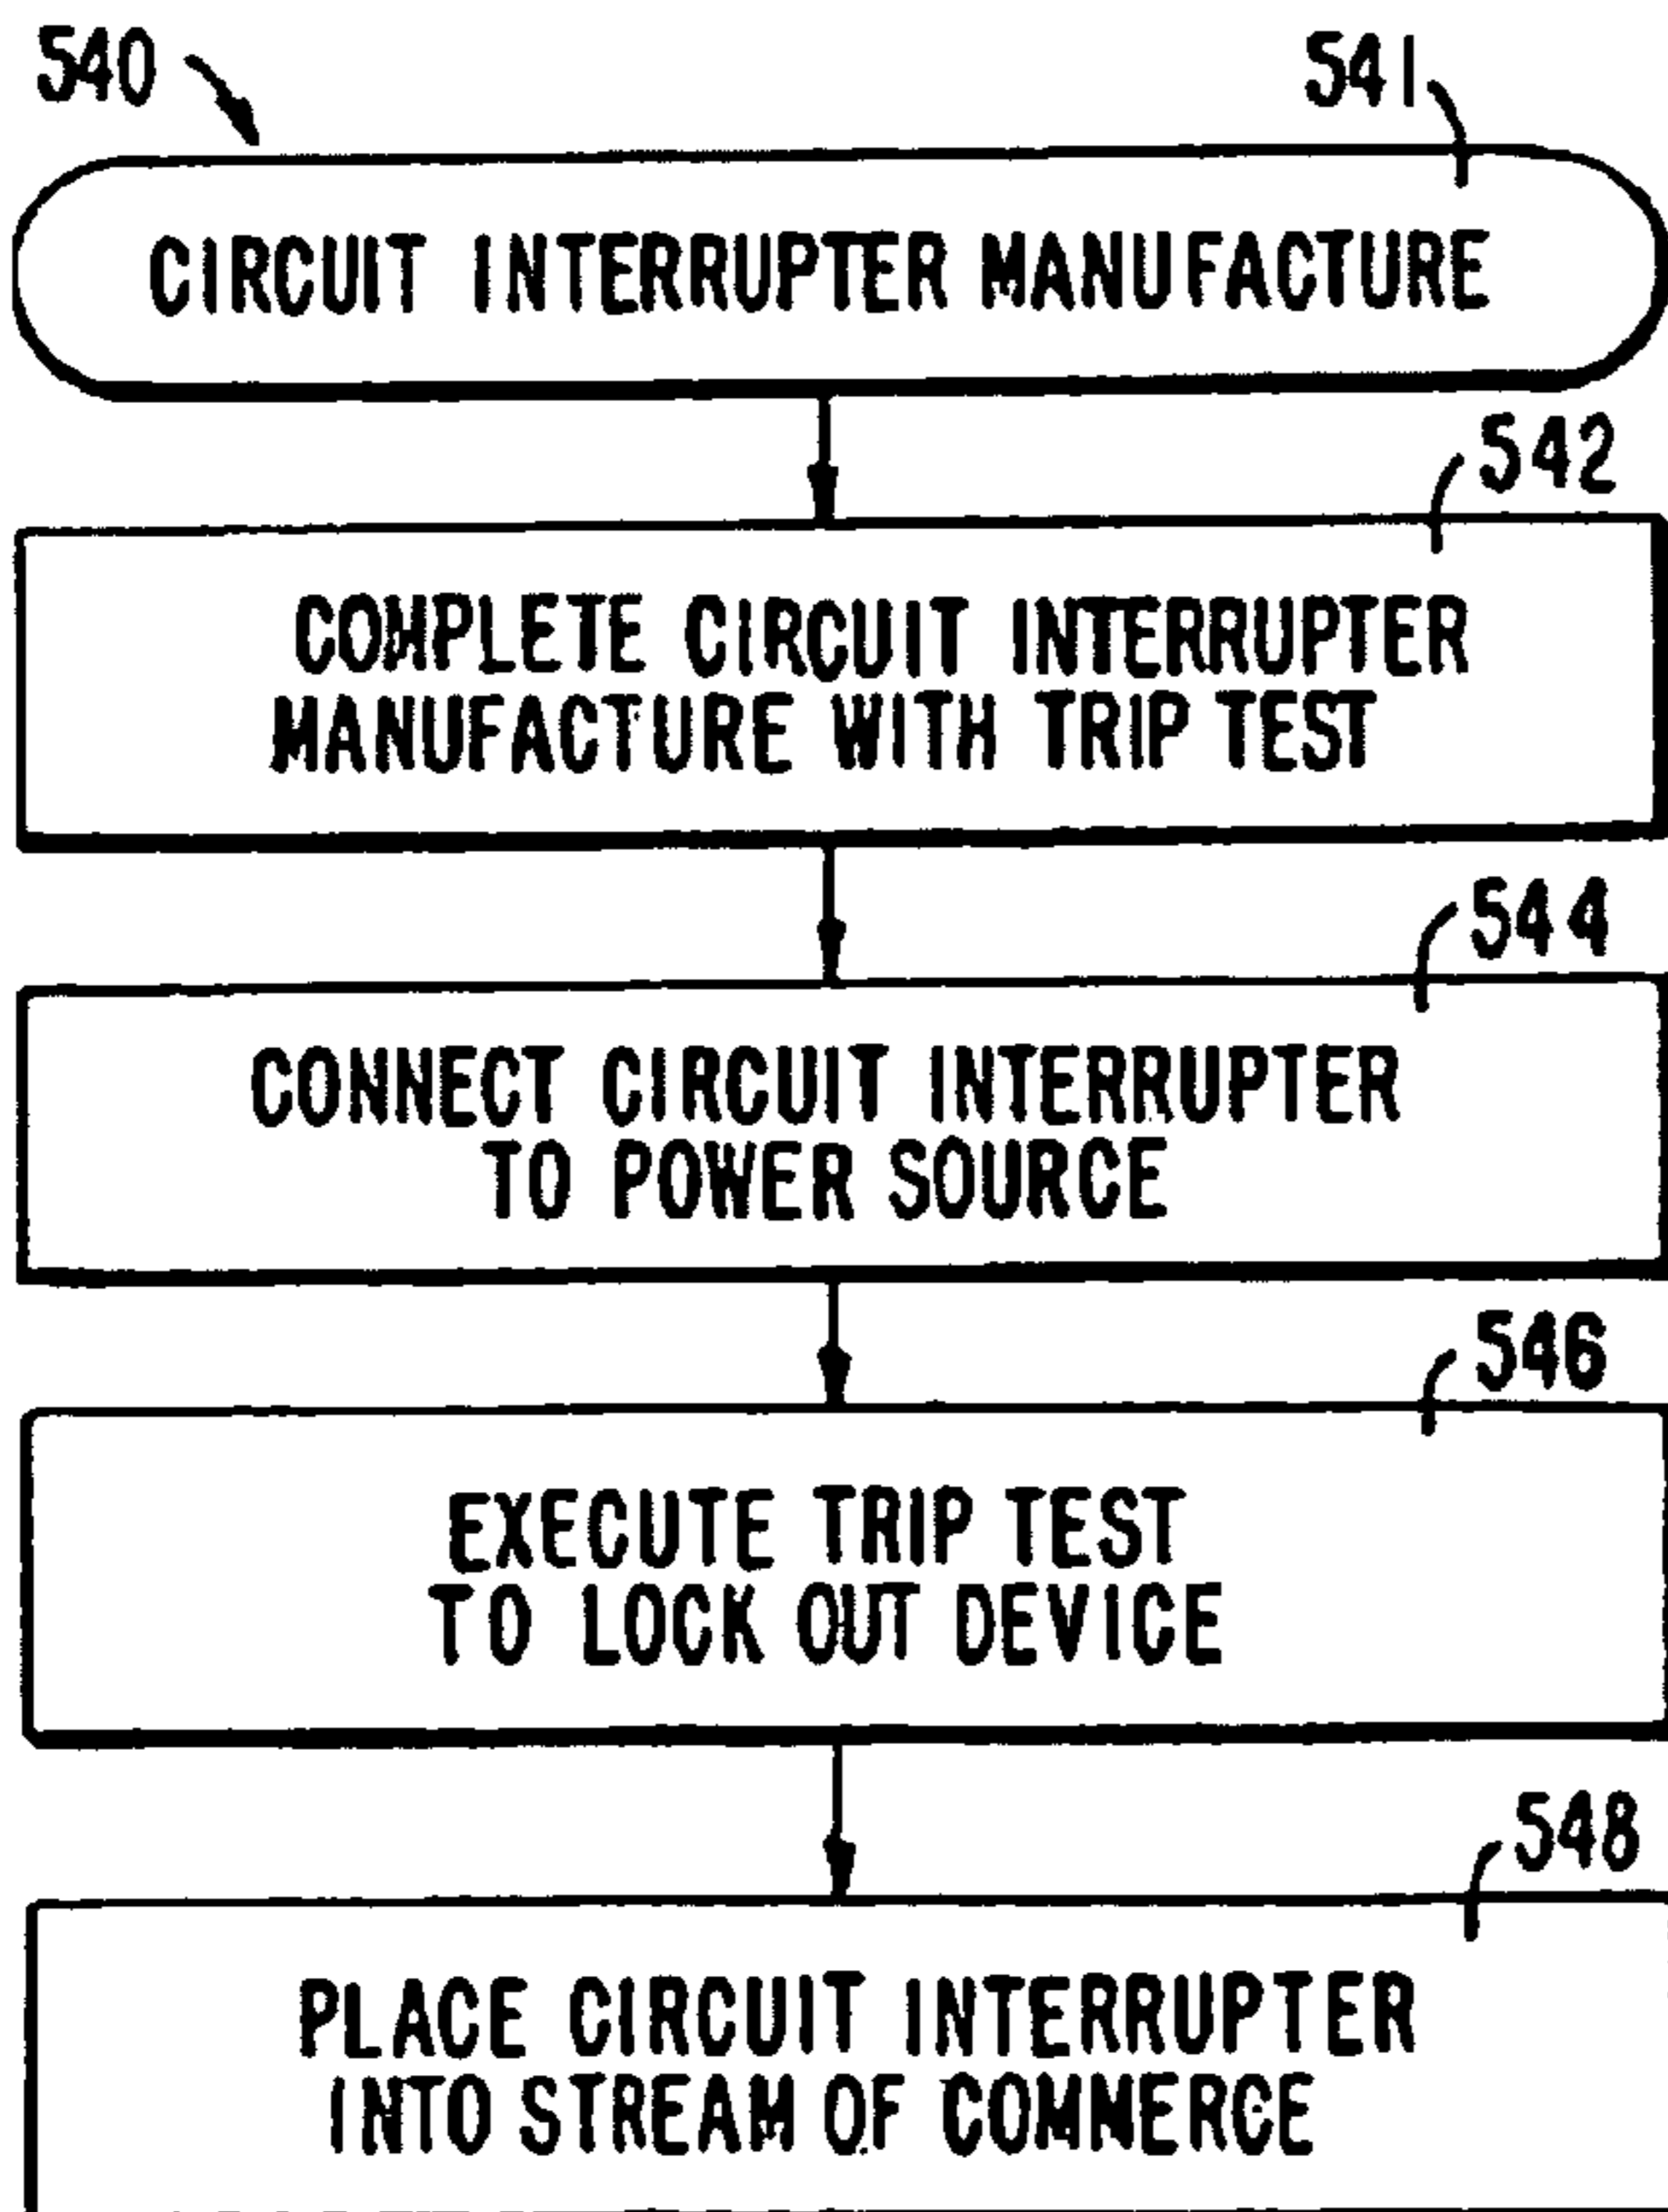 540
541
CIRCUIT INTERRUPTER MANUFACTURE
542
COMPLETE CIRCUIT INTERRUPTER
MANUFACTURE WITH TRIP TEST
544
CONNECT CIRCUIT INTERRUPTER
TO POWER SOURCE
546
EXECUTE TRIP TEST
TO LOCK OUT DEVICE
548
PLACE CIRCUIT INTERRUPTER
INTO STREAM OF COMMERCE